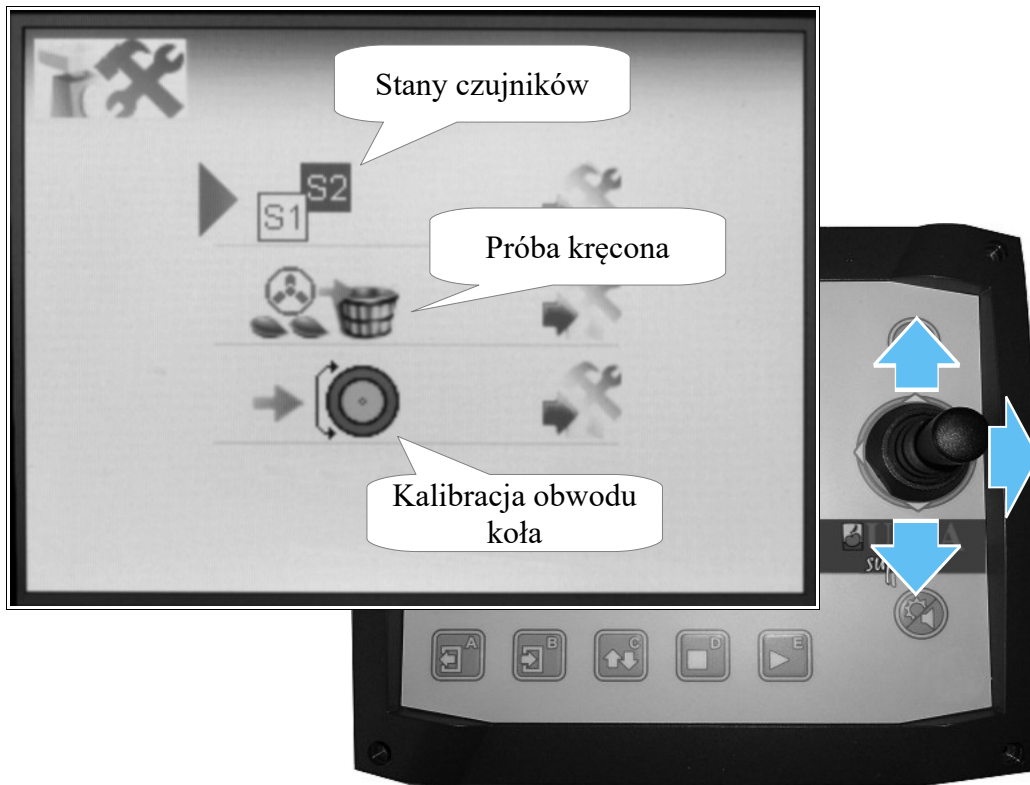 Stany czujników
S2
S1
Próba kręcona
Kalibracja obwodu
koła
A
B
C
D
E